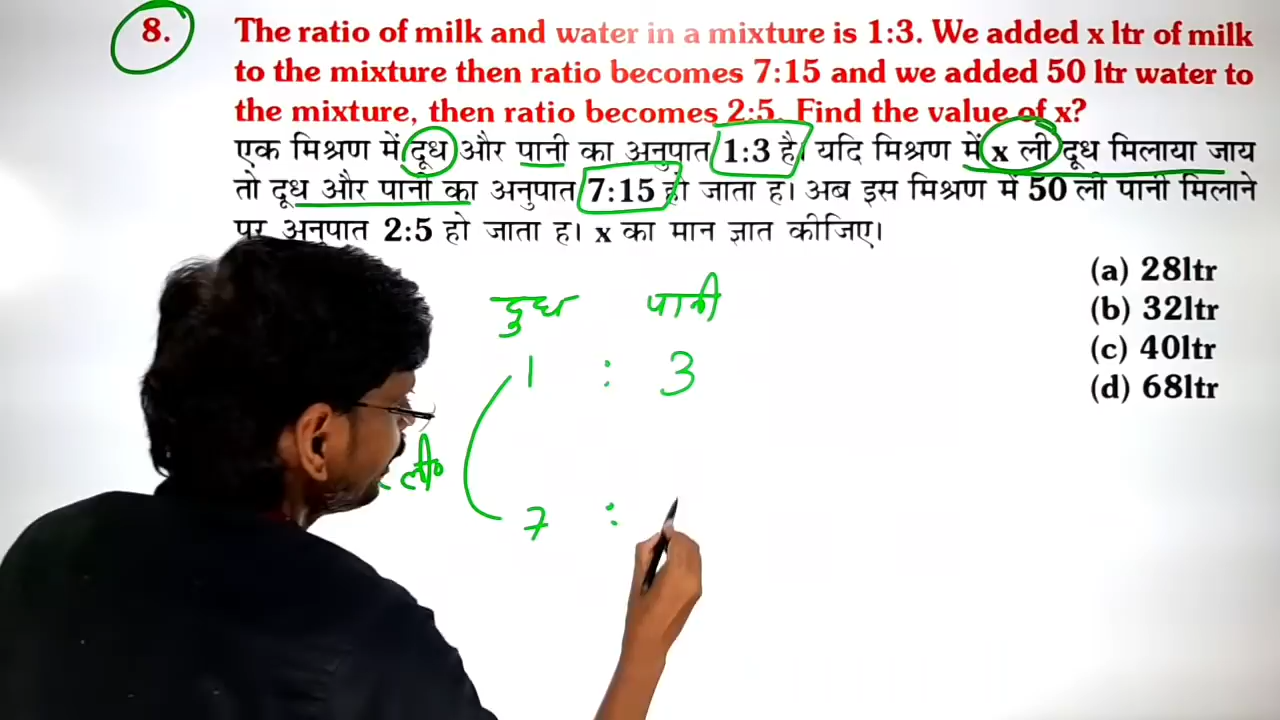 8. The ratio of milk and water in a mixture is 1:3. We added x ltr of milk
to the mixture then ratio becomes 7:15 and we added 50 ltr water to
the mixture, then ratio becomes 2:5. Find the value of x?
एक मिश्रण में दूध और पानी का अनुपात 1:3 है। यदि मिश्रण में x ली दूध मिलाया जाय
तो दूध और पानी का अनुपात 7:15 हो जाता है। अब इस मिश्रण में 50 ली पानी मिलाने
पर अनुपात 2:5 हो जाता है। x का मान ज्ञात कीजिए।
(a) 28ltr
(b) 32ltr
(c) 40ltr
(d) 68ltr
दुध पानी
1 : 3
ली०
7 :